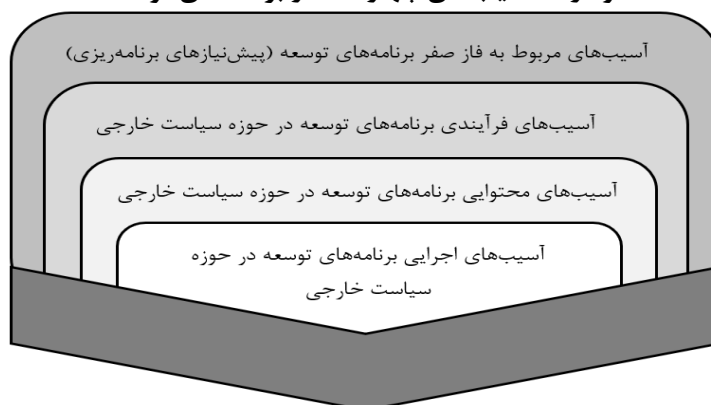 آسیب‌های مربوط به فاز صفر برنامه‌های توسعه (پیش‌نیازهای برنامه‌ریزی)
آسیب‌های فرآیندی برنامه‌های توسعه در حوزه سیاست خارجی
آسیب‌های محتوایی برنامه‌های توسعه در حوزه سیاست خارجی
آسیب‌های اجرایی برنامه‌های توسعه در حوزه
سیاست خارجی